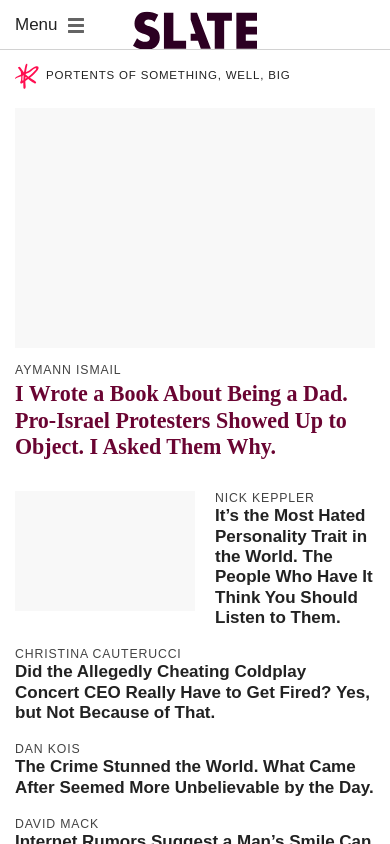 Menu
SLATE
PORTENTS OF SOMETHING, WELL, BIG
AYMANN ISMAIL
I Wrote a Book About Being a Dad.
Pro-Israel Protesters Showed Up to
Object. I Asked Them Why.
NICK KEPPLER
It’s the Most Hated
Personality Trait in
the World. The
People Who Have It
Think You Should
Listen to Them.
CHRISTINA CAUTERUCCI
Did the Allegedly Cheating Coldplay
Concert CEO Really Have to Get Fired? Yes,
but Not Because of That.
DAN KOIS
The Crime Stunned the World. What Came
After Seemed More Unbelievable by the Day.
DAVID MACK
Internet Rumors Suggest a Man’s Smile Can